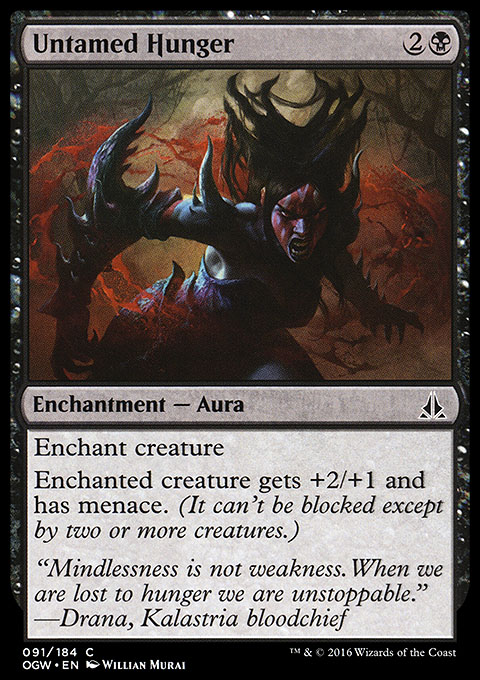 Untamed Hunger 2
Enchantment — Aura
Enchant creature
Enchanted creature gets +2/+1 and
has menace. (It can't be blocked except
by two or more creatures.)
“Mindlessness is not weakness. When we
are lost to hunger we are unstoppable.”
—Drana, Kalastria bloodchief
091/184 C
OGW • EN Willian Murai
™ & © 2016 Wizards of the Coast